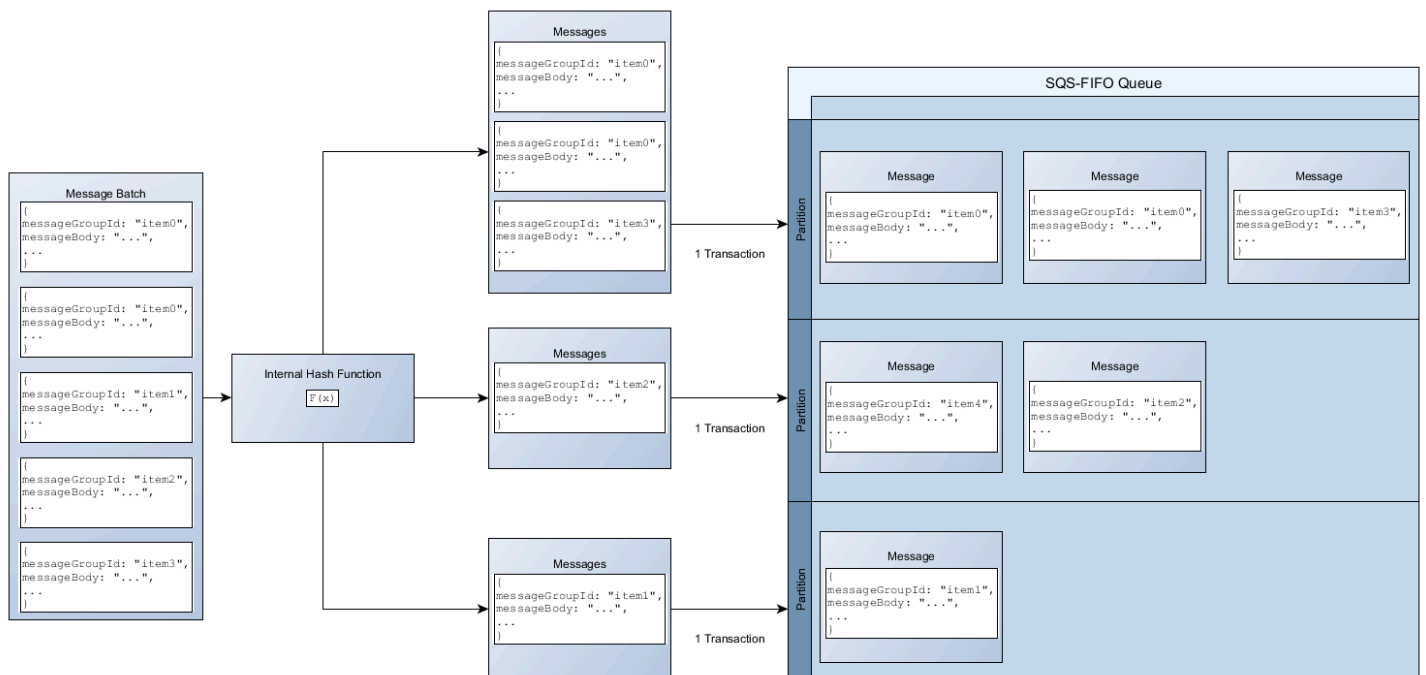 Message Batch
{
messageGroupId: "item0",
messageBody: "...",
...
}
{
messageGroupId: "item0",
messageBody: "...",
...
}
{
messageGroupId: "item1",
messageBody: "...",
...
}
{
messageGroupId: "item2",
messageBody: "...",
...
}
{
messageGroupId: "item3",
messageBody: "...",
...
}
Internal Hash Function
F(x)
Messages
{
messageGroupId: "item0",
messageBody: "...",
...
}
{
messageGroupId: "item0",
messageBody: "...",
...
}
{
messageGroupId: "item3",
messageBody: "...",
...
}
1 Transaction
Messages
{
messageGroupId: "item2",
messageBody: "...",
...
}
1 Transaction
Messages
{
messageGroupId: "item1",
messageBody: "...",
...
}
1 Transaction
SQS-FIFO Queue
Partition
Message
{
messageGroupId: "item0",
messageBody: "...",
...
}
Message
{
messageGroupId: "item0",
messageBody: "...",
...
}
Message
{
messageGroupId: "item3",
messageBody: "...",
...
}
Partition
Message
{
messageGroupId: "item4",
messageBody: "...",
...
}
Message
{
messageGroupId: "item2",
messageBody: "...",
...
}
Partition
Message
{
messageGroupId: "item1",
messageBody: "...",
...
}